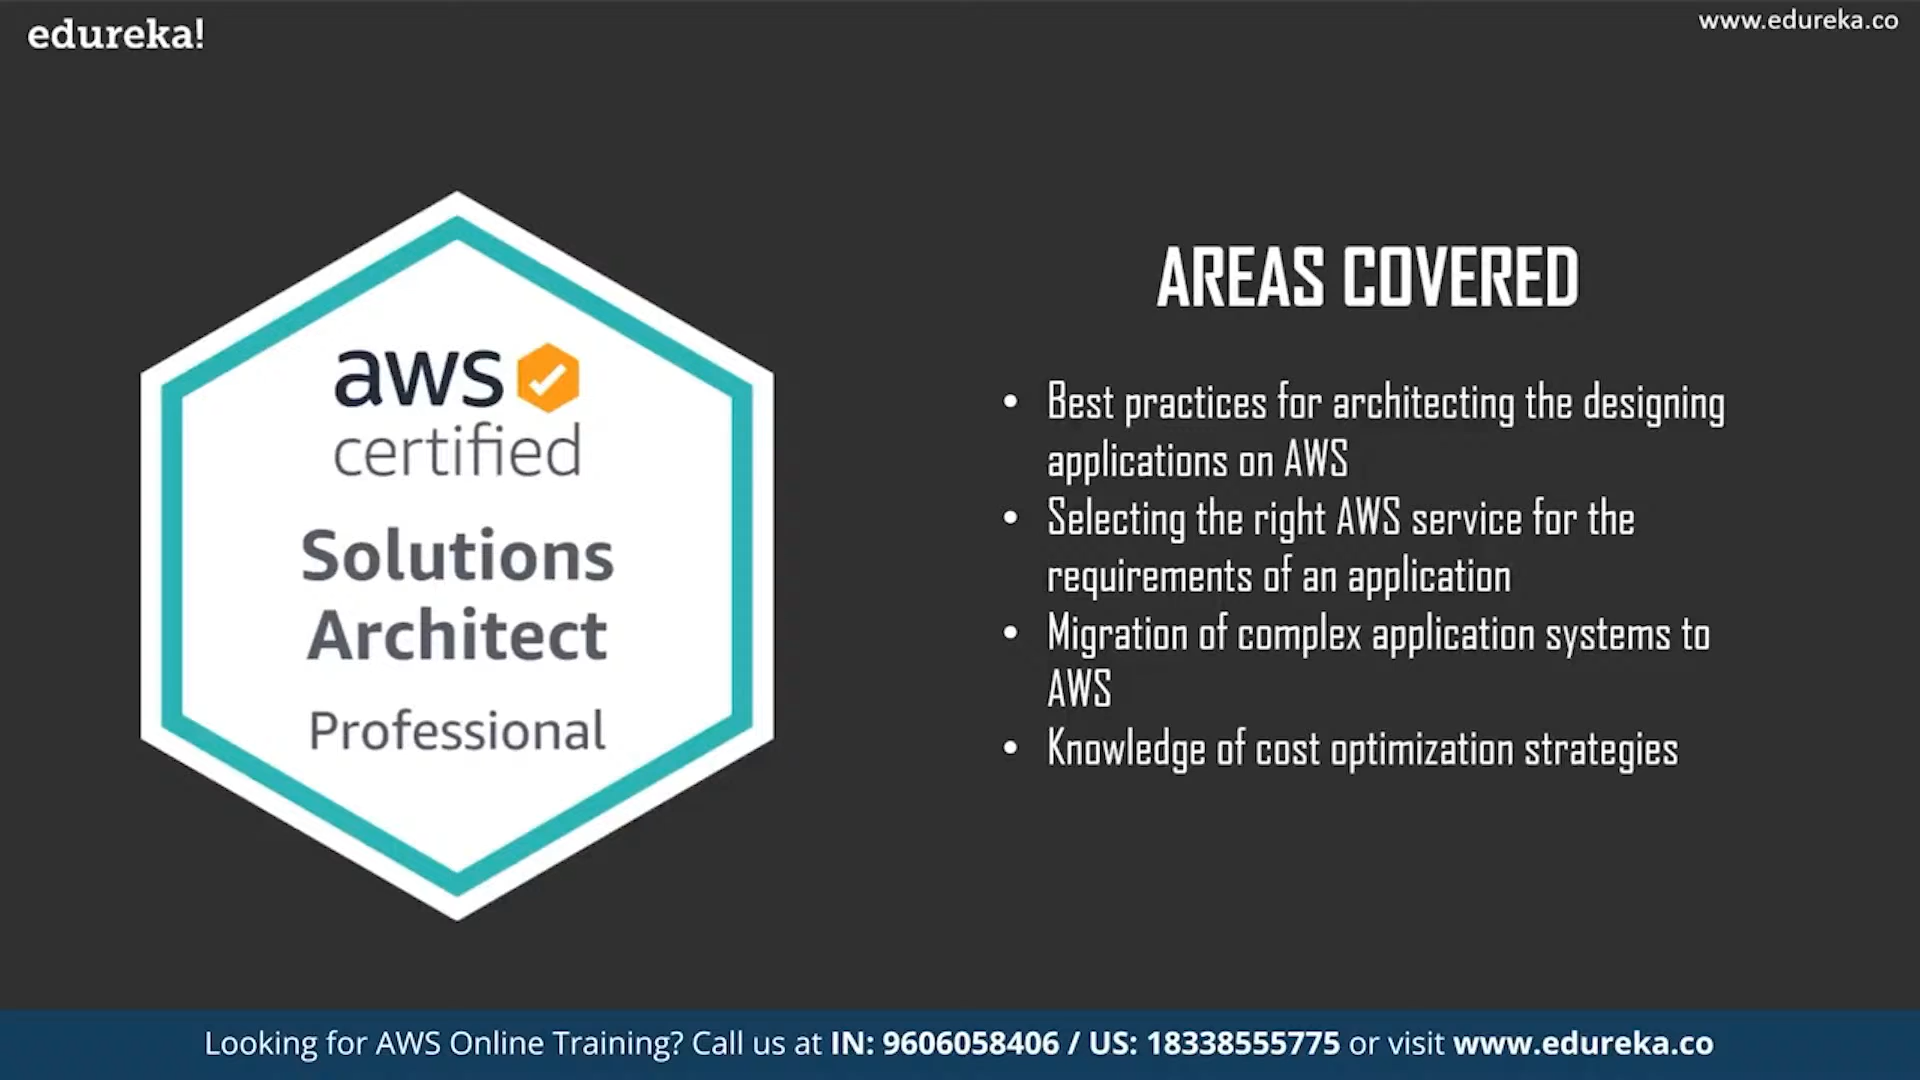 edureka!
www.edureka.co
aws
certified
Solutions
Architect
Professional
AREAS COVERED
• Best practices for architecting the designing
applications on AWS
• Selecting the right AWS service for the
requirements of an application
• Migration of complex application systems to
AWS
• Knowledge of cost optimization strategies
Looking for AWS Online Training? Call us at IN: 9606058406 / US: 18338555775 or visit www.edureka.co